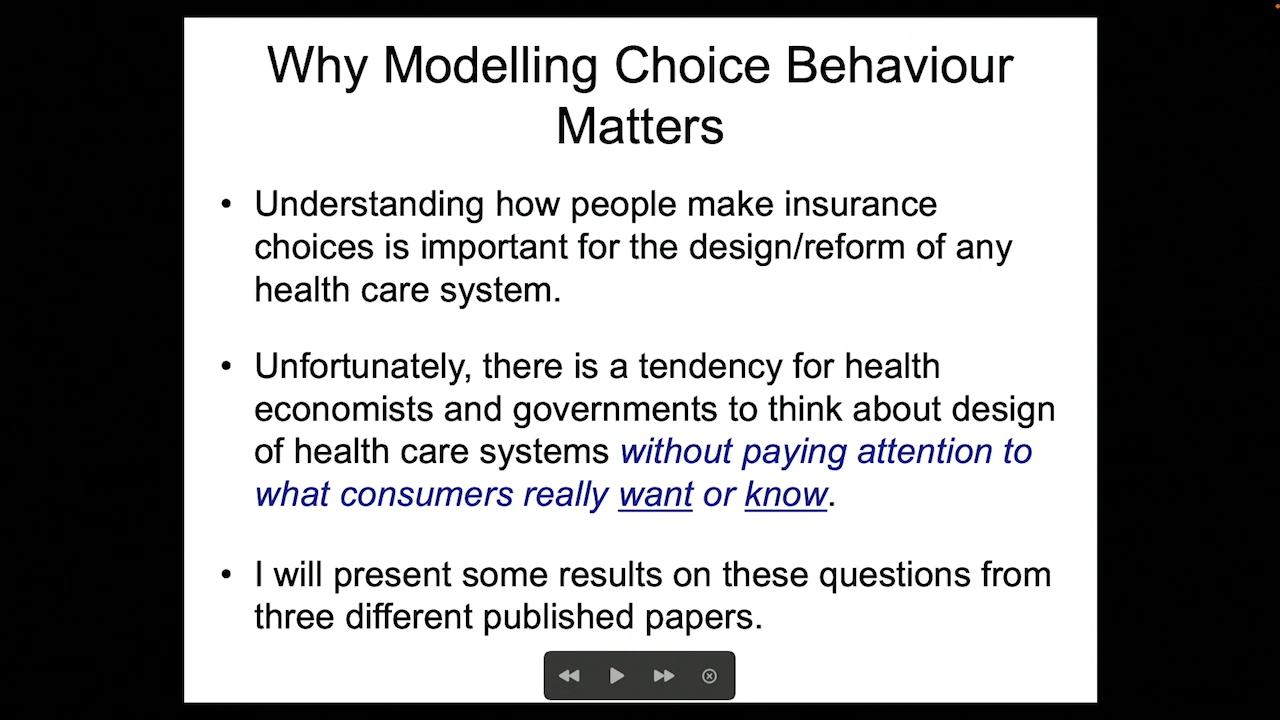 Why Modelling Choice Behaviour
Matters
• Understanding how people make insurance
choices is important for the design/reform of any
health care system.
• Unfortunately, there is a tendency for health
economists and governments to think about design
of health care systems without paying attention to
what consumers really want or know.
• I will present some results on these questions from
three different published papers.